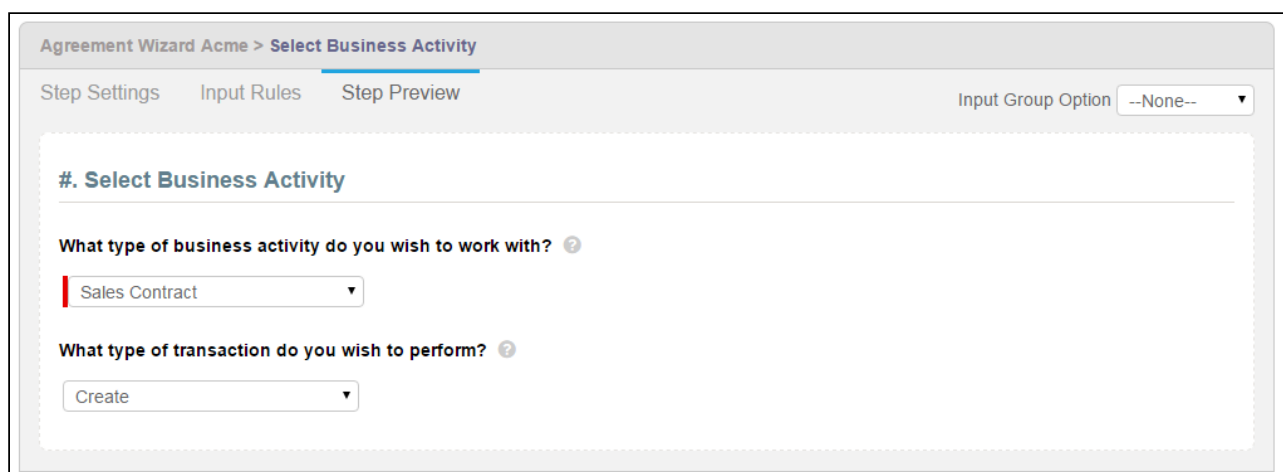 Agreement Wizard Acme > Select Business Activity
Step Settings Input Rules Step Preview
Input Group Option --None--
#. Select Business Activity
What type of business activity do you wish to work with? ?
Sales Contract
What type of transaction do you wish to perform? ?
Create